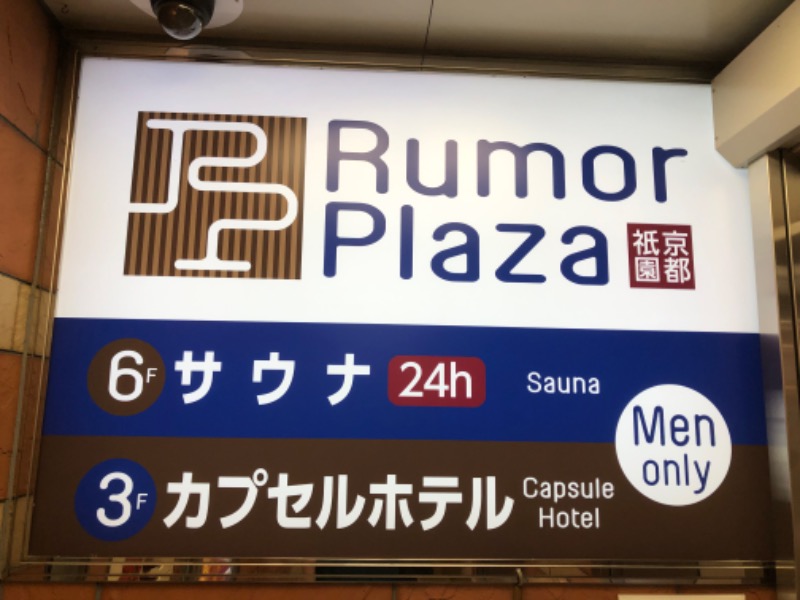 Rumor
Plaza
京都
祇園
6F サウナ 24h Sauna
Men
only
3F カプセルホテル Capsule
Hotel